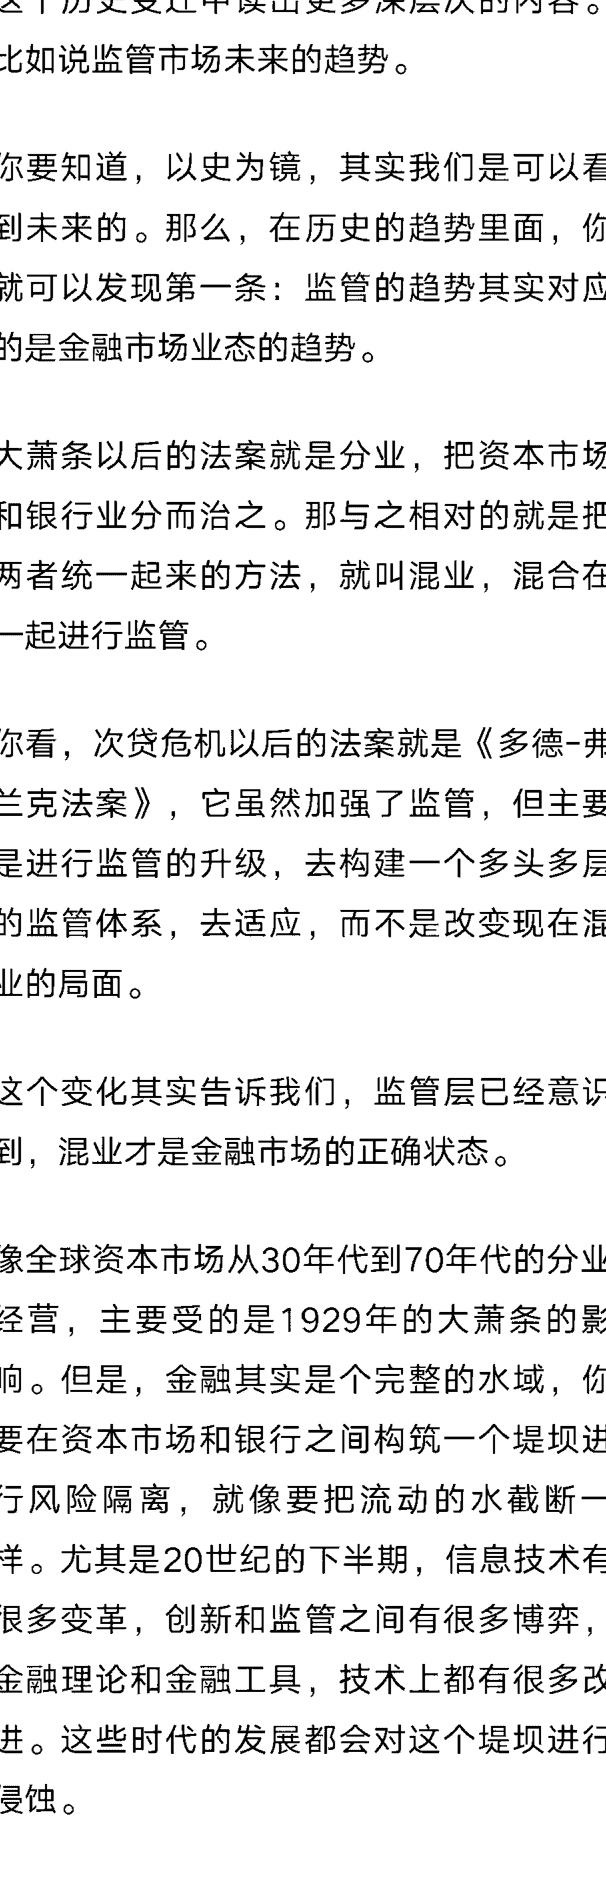 这个历史变迁中读出更多深层次的内容。
比如说监管市场未来的趋势。
你要知道，以史为镜，其实我们是可以看
到未来的。那么，在历史的趋势里面，你
就可以发现第一条：监管的趋势其实对应
的是金融市场业态的趋势。
大萧条以后的法案就是分业，把资本市场
和银行业分而治之。那与之相对的就是把
两者统一起来的方法，就叫混业，混合在
一起进行监管。
你看，次贷危机以后的法案就是《多德-弗
兰克法案》，它虽然加强了监管，但主要
是进行监管的升级，去构建一个多头多层
的监管体系，去适应，而不是改变现在混
业的局面。
这个变化其实告诉我们，监管层已经意识
到，混业才是金融市场的正确状态。
像全球资本市场从30年代到70年代的分业
经营，主要受的是1929年的大萧条的影
响。但是，金融其实是个完整的水域，你
要在资本市场和银行之间构筑一个堤坝进
行风险隔离，就像要把流动的水截断一
样。尤其是20世纪的下半期，信息技术有
很多变革，创新和监管之间有很多博弈，
金融理论和金融工具，技术上都有很多改
进。这些时代的发展都会对这个堤坝进行
侵蚀。